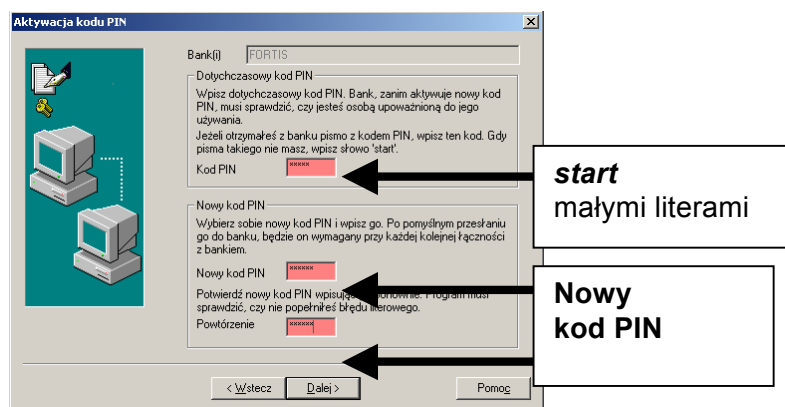 Aktywacja kodu PIN
Bank(i) FORTIS
Dotychczasowy kod PIN
Wpisz dotychczasowy kod PIN. Bank, zanim aktywuje nowy kod
PIN, musi sprawdzić, czy jesteś osobą upoważnioną do jego
używania.
Jeżeli otrzymałeś z banku pismo z kodem PIN, wpisz ten kod. Gdy
pisma takiego nie masz, wpisz słowo 'start'.
Kod PIN *****
start
małymi literami
Nowy kod PIN
Wybierz sobie nowy kod PIN i wpisz go. Po pomyślnym przesłaniu
go do banku, będzie on wymagany przy każdej kolejnej łączności
z bankiem.
Nowy kod PIN ******
Potwierdź nowy kod PIN wpisując ponownie. Program musi
sprawdzić, czy nie popełniłeś błędu literowego.
Powtórzenie ******
Nowy
kod PIN
< Wstecz Dalej > Pomoc